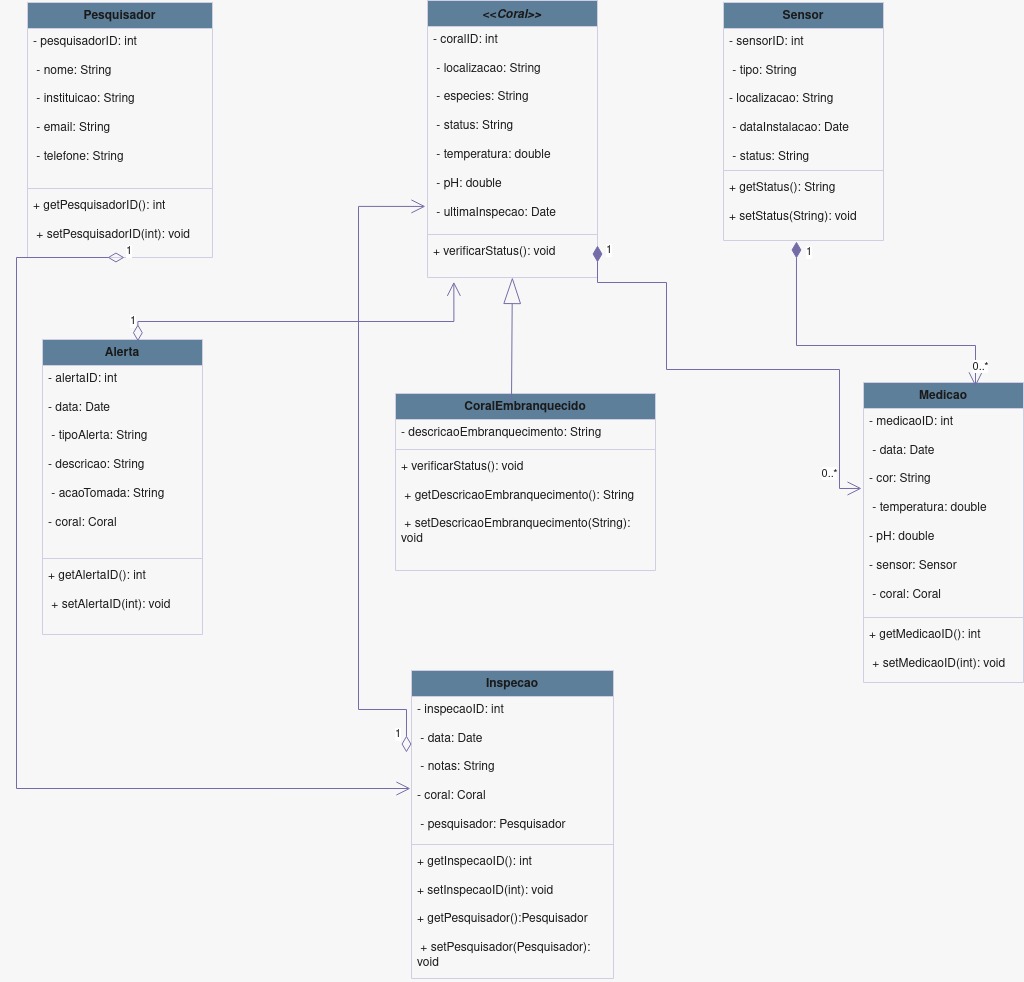 Pesquisador
- pesquisadorID: int
- nome: String
- instituicao: String
- email: String
- telefone: String
+ getPesquisadorID(): int
+ setPesquisadorID(int): void
1
<<Coral>>
- coralID: int
- localizacao: String
- especies: String
- status: String
- temperatura: double
- pH: double
- ultimaInspecao: Date
+ verificarStatus(): void
1
Sensor
- sensorID: int
- tipo: String
- localizacao: String
- dataInstalacao: Date
- status: String
+ getStatus(): String
+ setStatus(String): void
1
1
Alerta
- alertaID: int
- data: Date
- tipoAlerta: String
- descricao: String
- acaoTomada: String
- coral: Coral
+ getAlertaID(): int
+ setAlertaID(int): void
CoralEmbranquecido
- descricaoEmbranquecimento: String
+ verificarStatus(): void
+ getDescricaoEmbranquecimento(): String
+ setDescricaoEmbranquecimento(String):
void
0..*
0..*
Medicao
- medicaoID: int
- data: Date
- cor: String
- temperatura: double
- pH: double
- sensor: Sensor
- coral: Coral
+ getMedicaoID(): int
+ setMedicaoID(int): void
1
Inspecao
- inspecaoID: int
- data: Date
- notas: String
- coral: Coral
- pesquisador: Pesquisador
+ getInspecaoID(): int
+ setInspecaoID(int): void
+ getPesquisador():Pesquisador
+ setPesquisador(Pesquisador):
void